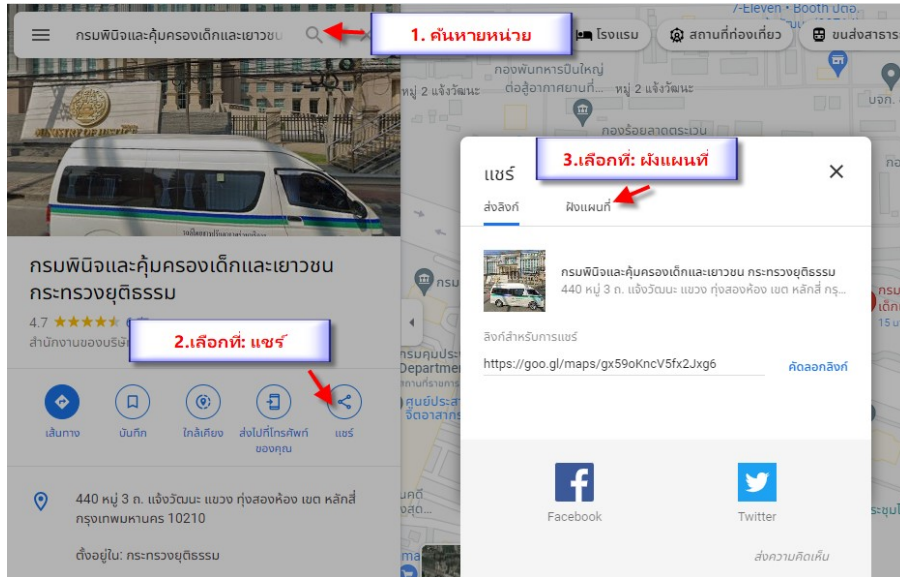 กรมพินิจและคุ้มครองเด็กและเยาวชน
1. ค้นหายหน่วย
โรงแรม
สถานที่ท่องเที่ยว
ขนส่งสาธาร
7-Eleven • Booth ปตอ.
กองพันทหารปืนใหญ่
ต่อสู้อากาศยานที่...
หมู่ 2 แจ้งวัฒนะ
หมู่ 2 แจ้งวัฒนะ
บจก.
กองร้อยลาดตระเวน
MINISTRY OF JUSTICE
แชร์
3.เลือกที่: ผังแผนที่
ส่งลิงก์
ฝังแผนที่
กรมพินิจและคุ้มครองเด็กและเยาวชน กระทรวงยุติธรรม
440 หมู่ 3 ถ. แจ้งวัฒนะ แขวง ทุ่งสองห้อง เขต หลักสี่ กรุ...
ลิงก์สำหรับการแชร์
https://goo.gl/maps/gx59oKncV5fx2Jxg6
คัดลอกลิงก์
Facebook
Twitter
ส่งความคิดเห็น
กรมพินิจและคุ้มครองเด็กและเยาวชน
กระทรวงยุติธรรม
4.7
สำนักงานของบริษัท
2.เลือกที่: แชร์
เส้นทาง
บันทึก
ใกล้เคียง
ส่งไปที่โทรศัพท์
ของคุณ
แชร์
440 หมู่ 3 ถ. แจ้งวัฒนะ แขวง ทุ่งสองห้อง เขต หลักสี่
กรุงเทพมหานคร 10210
ตั้งอยู่ใน: กระทรวงยุติธรรม
กรมคุมประ
Departme